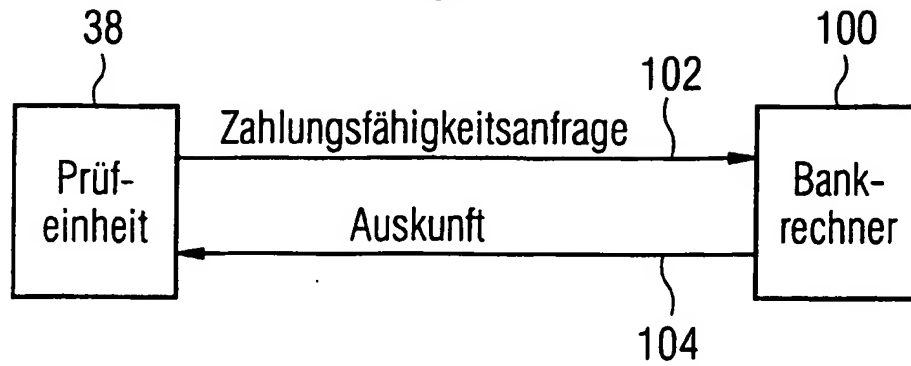 38
100
102
Zahlungsfähigkeitsanfrage
Prüf-
einheit
Bank-
rechner
Auskunft
104